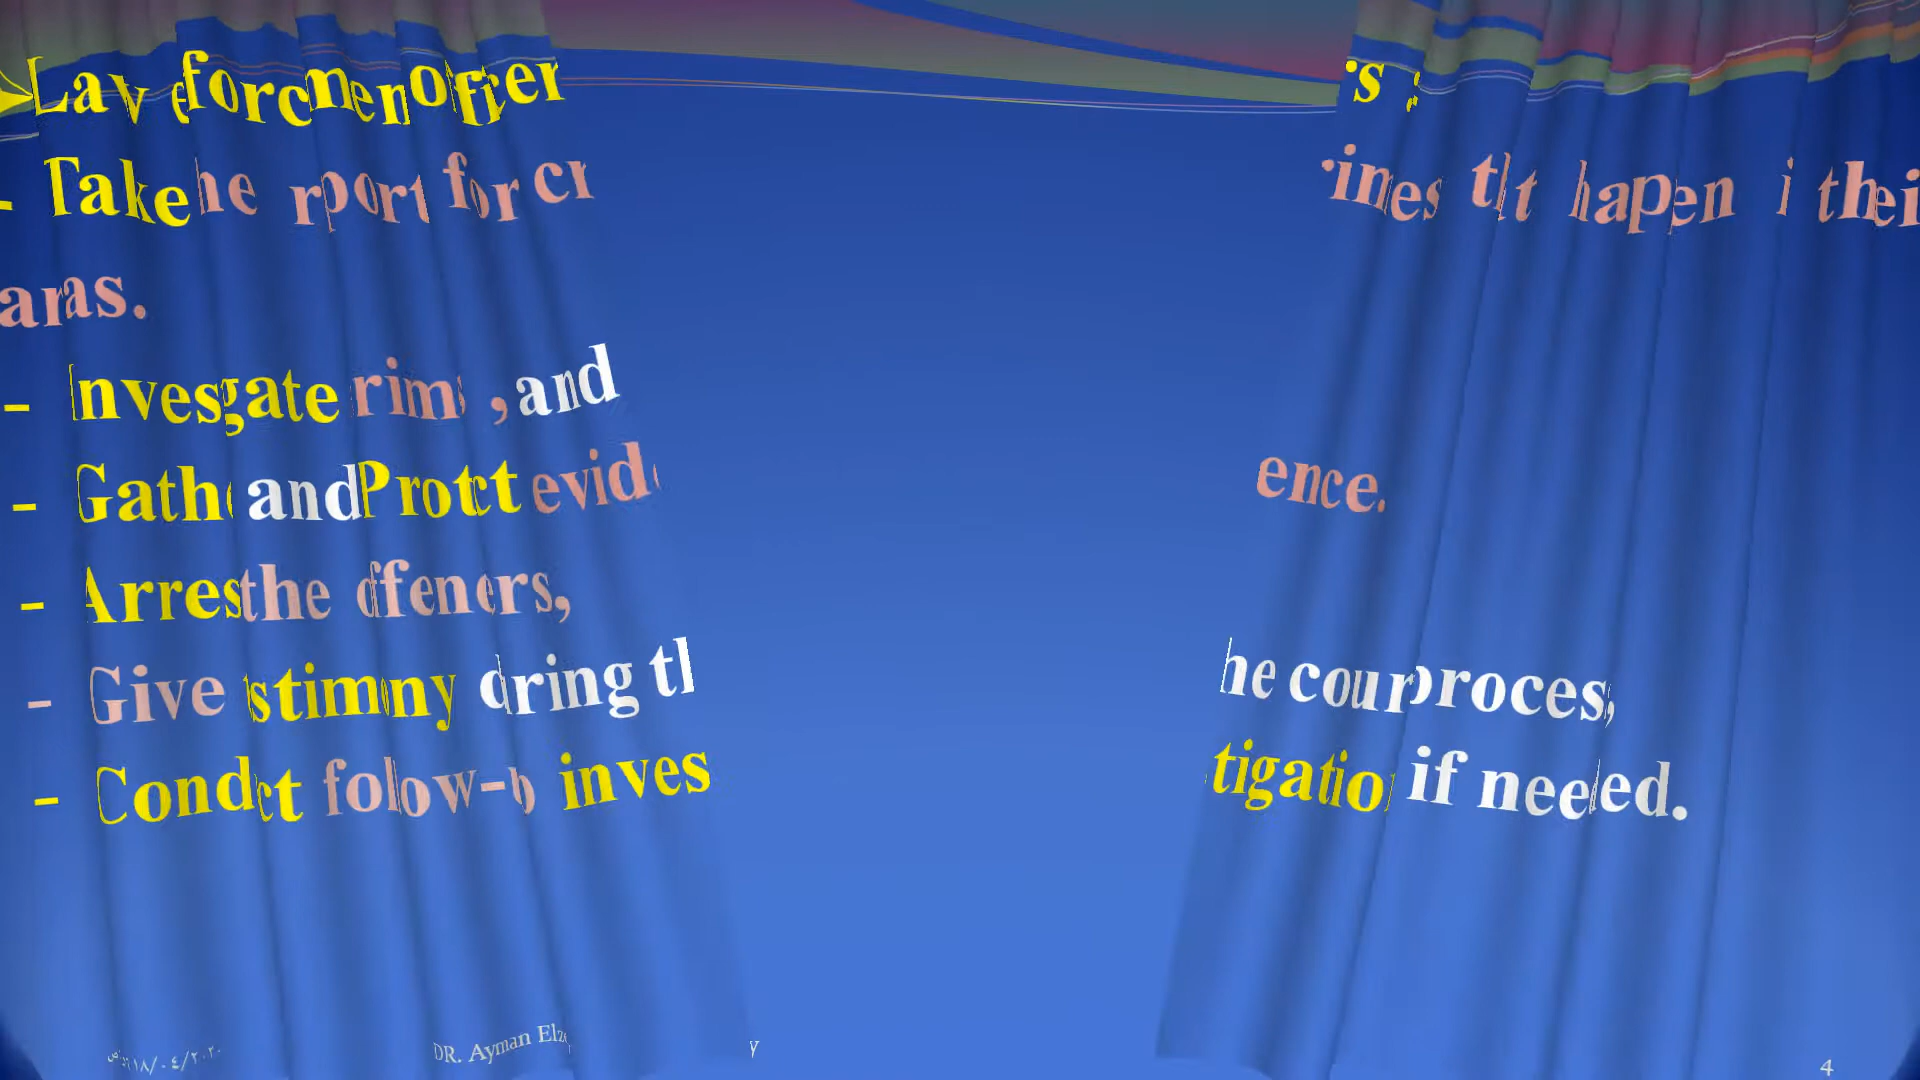 Law enforcement officers :
- Take the report for crimes that happen in their
areas.
- Investigate crimes , and
- Gather and Protect evidence.
- Arrest the offenders,
- Give testimony during the court process,
- Conduct follow-up investigation if needed.
DR. Ayman
4